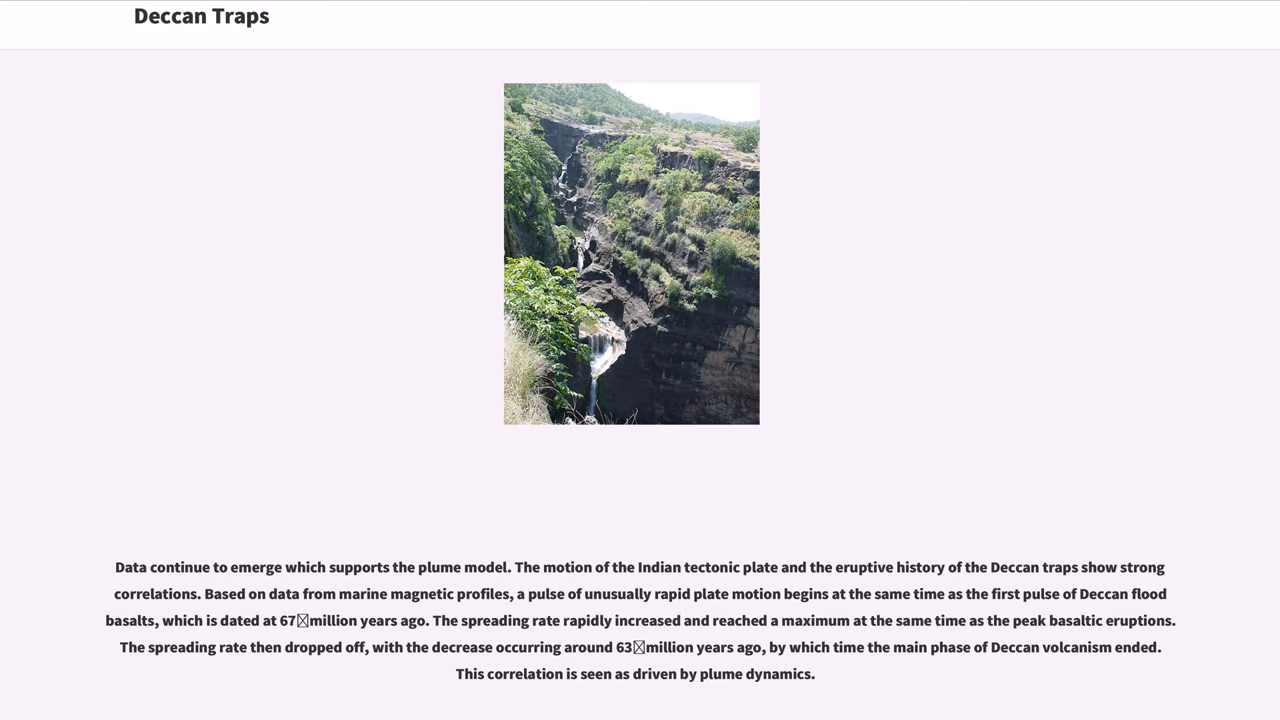 Deccan Traps
Data continue to emerge which supports the plume model. The motion of the Indian tectonic plate and the eruptive history of the Deccan traps show strong
correlations. Based on data from marine magnetic profiles, a pulse of unusually rapid plate motion begins at the same time as the first pulse of Deccan flood
basalts, which is dated at 67 million years ago. The spreading rate rapidly increased and reached a maximum at the same time as the peak basaltic eruptions.
The spreading rate then dropped off, with the decrease occurring around 63 million years ago, by which time the main phase of Deccan volcanism ended.
This correlation is seen as driven by plume dynamics.